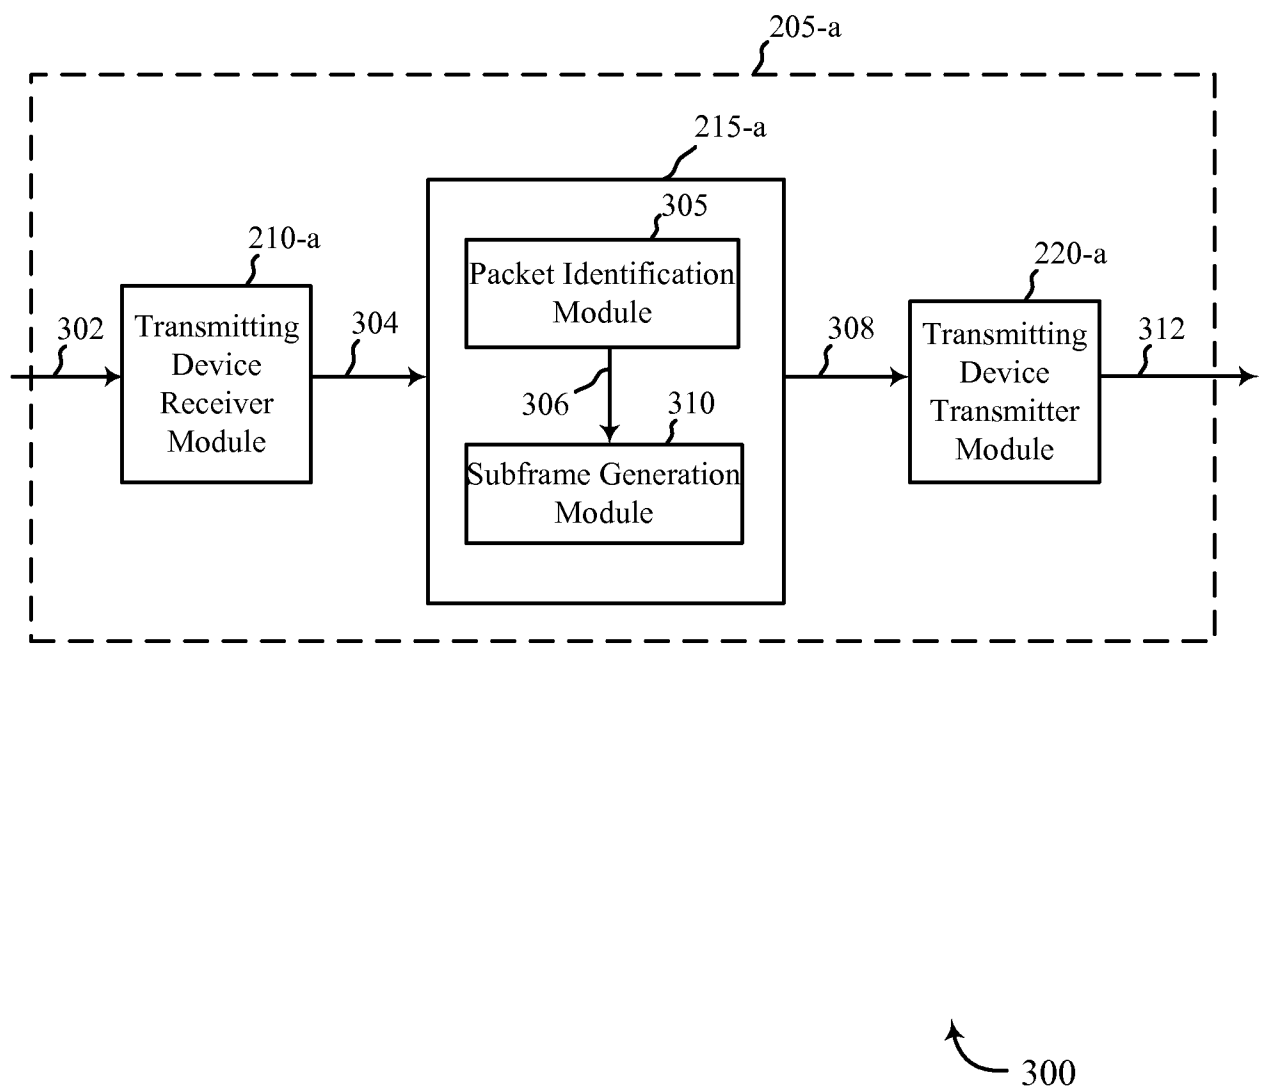 205-a
215-a
305
210-a
220-a
Packet Identification
Module
302
Transmitting
Device
Receiver
Module
304
308
Transmitting
Device
Transmitter
Module
312
306
310
Subframe Generation
Module
300